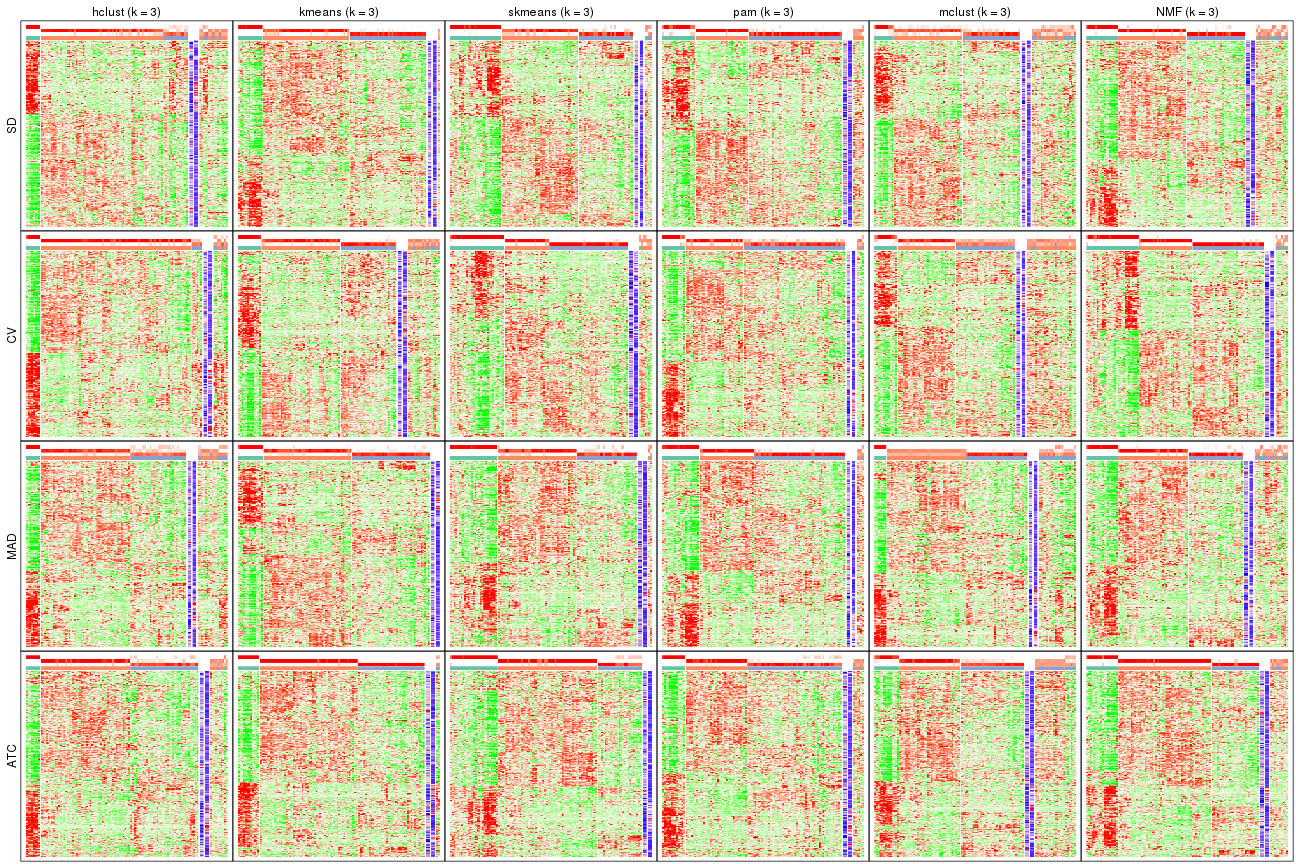 hclust (k = 3) kmeans (k = 3) skmeans (k = 3) pam (k = 3) mclust (k = 3) NMF (k = 3)
SD
CV
MAD
ATC